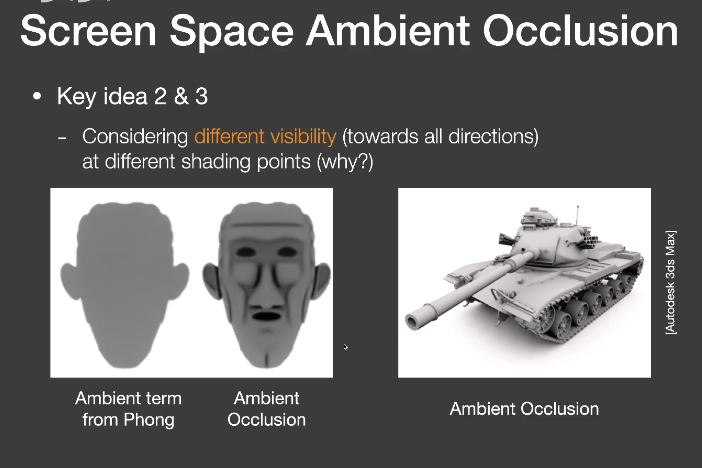 Screen Space Ambient Occlusion
• Key idea 2 & 3
– Considering different visibility (towards all directions)
at different shading points (why?)
[Autodesk 3ds Max]
Ambient term
from Phong
Ambient
Occlusion
Ambient Occlusion